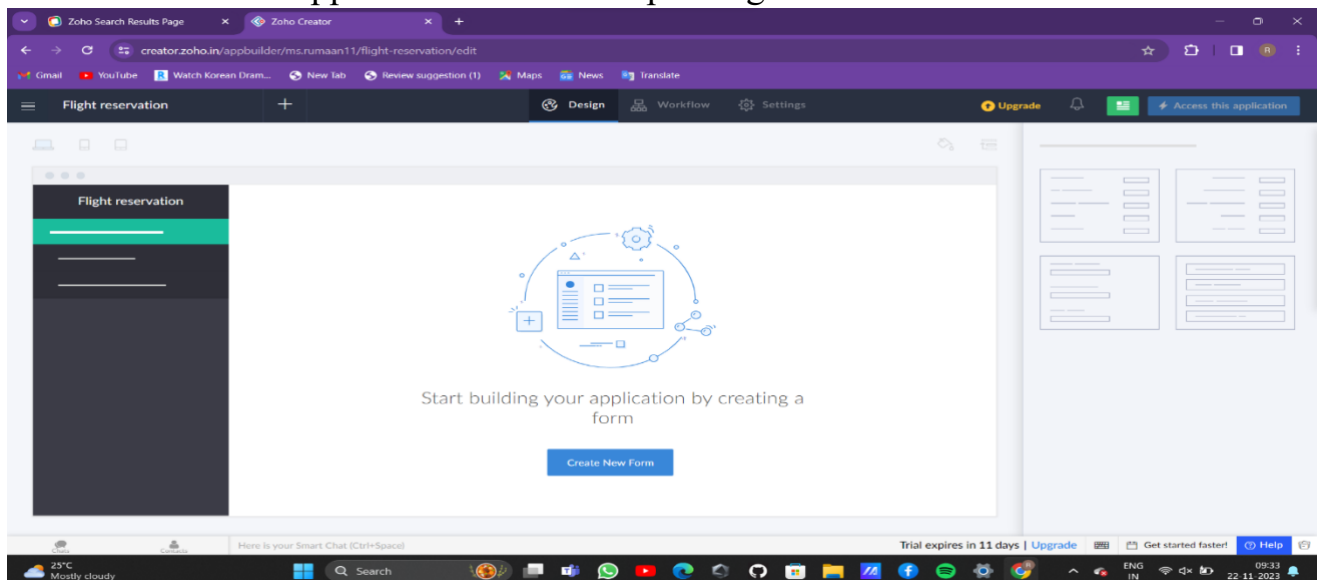 Zoho Search Results Page
Zoho Creator
creator.zoho.in/appbuilder/ms.rumaan11/flight-reservation/edit
R
Gmail YouTube Watch Korean Dram... New Tab Review suggestion (1) Maps News Translate
Flight reservation
Design Workflow Settings
Upgrade
Access this application
Flight reservation
Start building your application by creating a
form
Create New Form
Chats Contacts Here is your Smart Chat (Ctrl+Space) Trial expires in 11 days | Upgrade Get started faster! Help
25°C
Mostly cloudy
Search
ENG
IN
09:33
22-11-2023